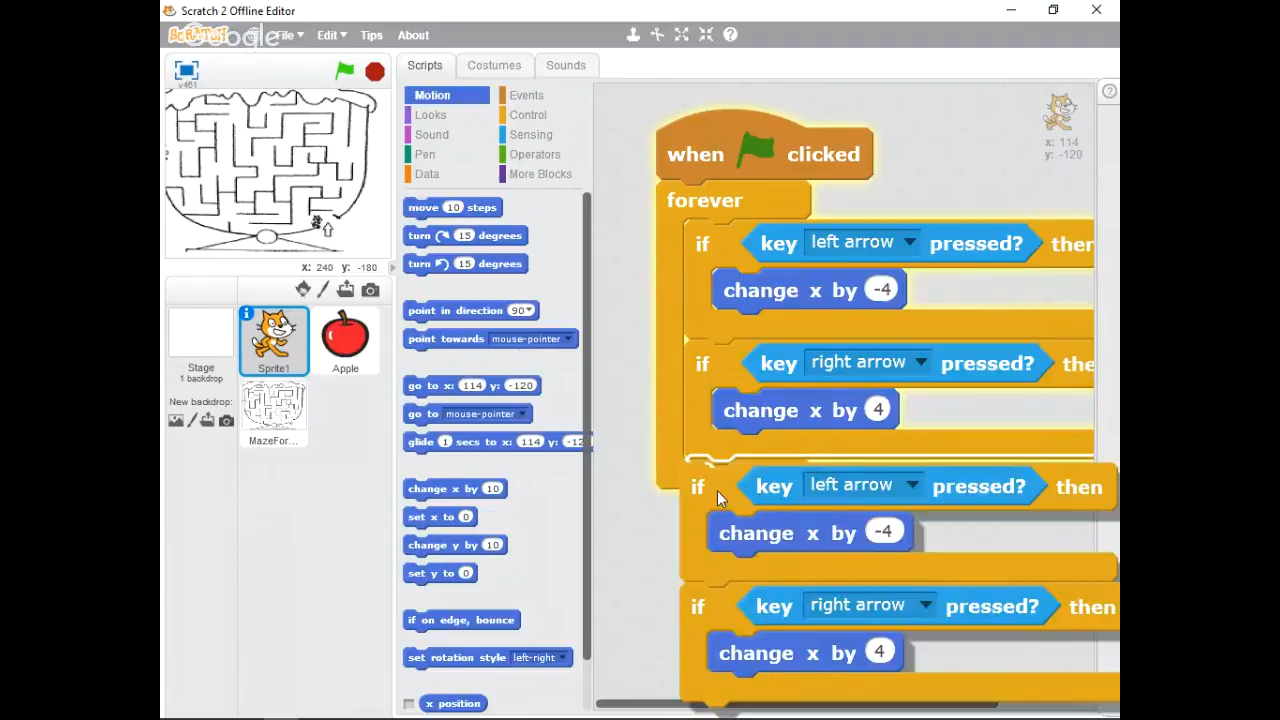 Scratch 2 Offline Editor
SCRATCH File Edit Tips About
Google
v461
Scripts Costumes Sounds
Motion Events
Looks Control
Sound Sensing
Pen Operators
Data More Blocks
move 10 steps
turn 15 degrees
turn 15 degrees
point in direction 90
point towards mouse-pointer
go to x: 114 y: -120
go to mouse-pointer
glide 1 secs to x: 114 y: -12
change x by 10
set x to 0
change y by 10
set y to 0
if on edge, bounce
set rotation style left-right
x position
x: 240 y: -180
Stage
1 backdrop
New backdrop:
Sprite1
Apple
MazeFor...
x: 114
y: -120
when clicked
forever
if key left arrow pressed? then
change x by -4
if key right arrow pressed? the
change x by 4
if key left arrow pressed? then
change x by -4
if key right arrow pressed? then
change x by 4